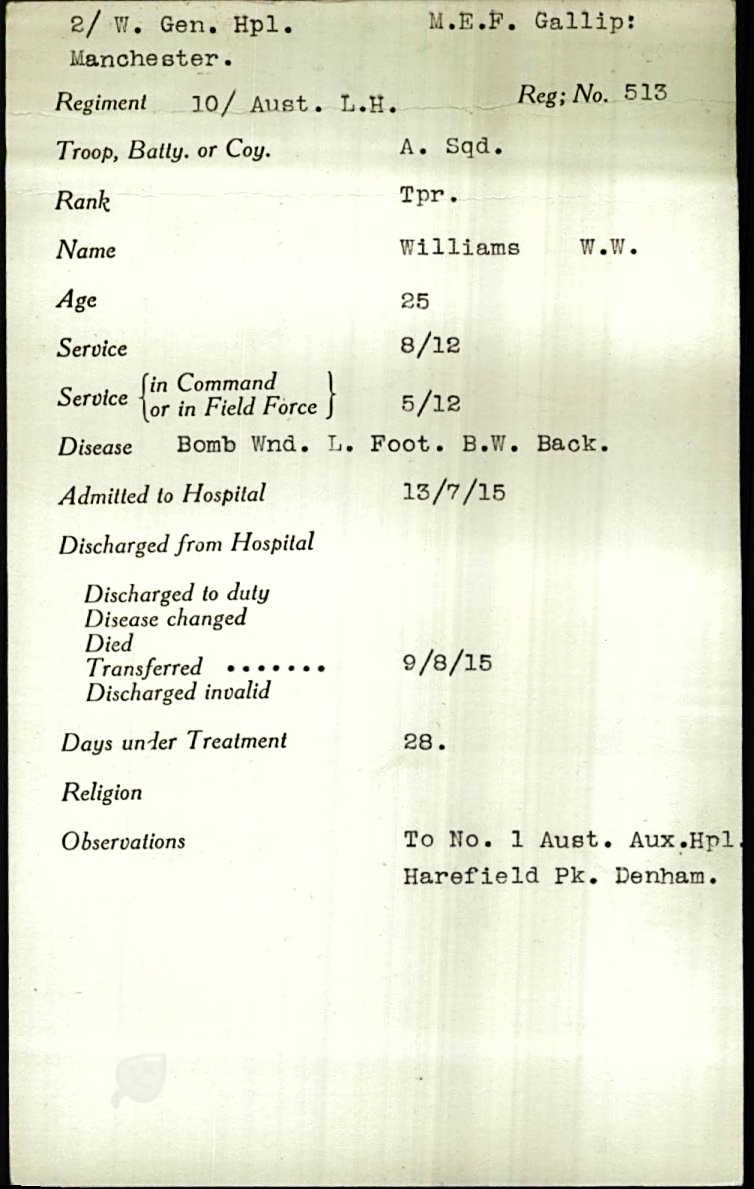 2/ W. Gen. Hpl. M.E.F. Gallip:
Manchester.
Regiment 10/ Aust. L.H. Reg; No. 513
Troop, Batty. or Coy. A. Sqd.
Rank Tpr.
Name Williams W.W.
Age 25
Service 8/12
Service {in Command or in Field Force} 5/12
Disease Bomb Wnd. L. Foot. B.W. Back.
Admitted to Hospital 13/7/15
Discharged from Hospital
Discharged to duty
Disease changed
Died
Transferred ....... 9/8/15
Discharged invalid
Days under Treatment 28.
Religion
Observations To No. 1 Aust. Aux.Hpl.
Harefield Pk. Denham.